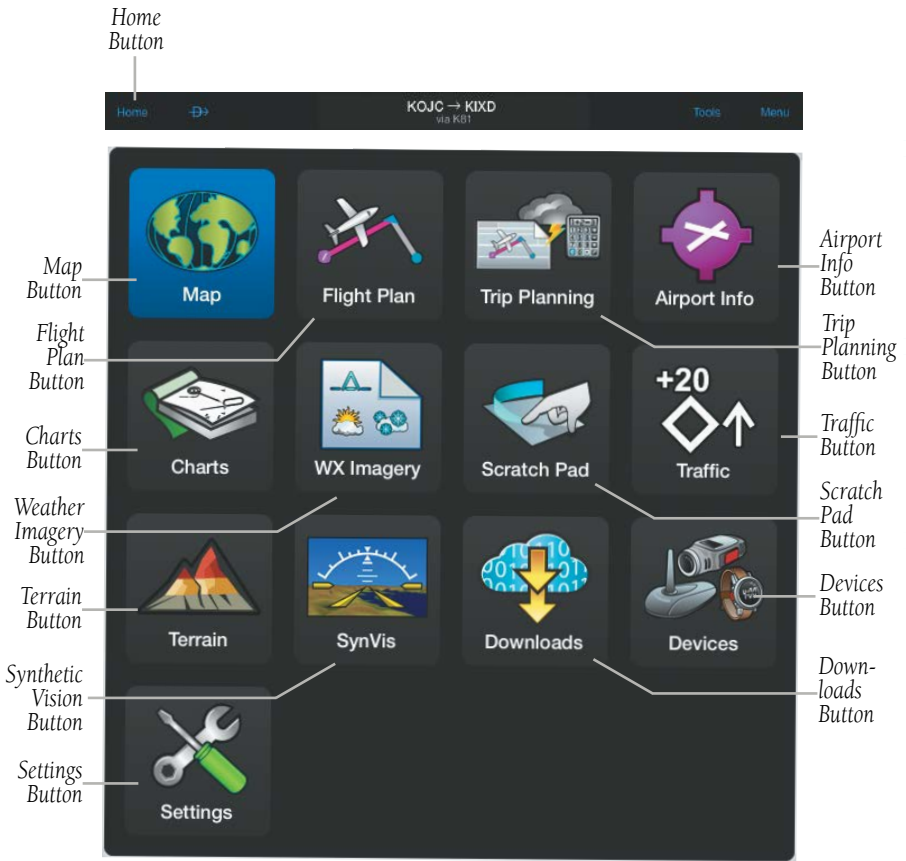 Home
Button
Home
KOJC → KIXD
via K81
Tools
Menu
Map
Button
Map
Flight Plan
Trip Planning
Airport Info
Airport
Info
Button
Flight
Plan
Button
Trip
Planning
Button
+20
Charts
Button
Charts
WX Imagery
Scratch Pad
Traffic
Traffic
Button
Weather
Imagery
Button
Scratch
Pad
Button
Terrain
Button
Terrain
SynVis
Downloads
Devices
Devices
Button
Synthetic
Vision
Button
Down-
loads
Button
Settings
Button
Settings